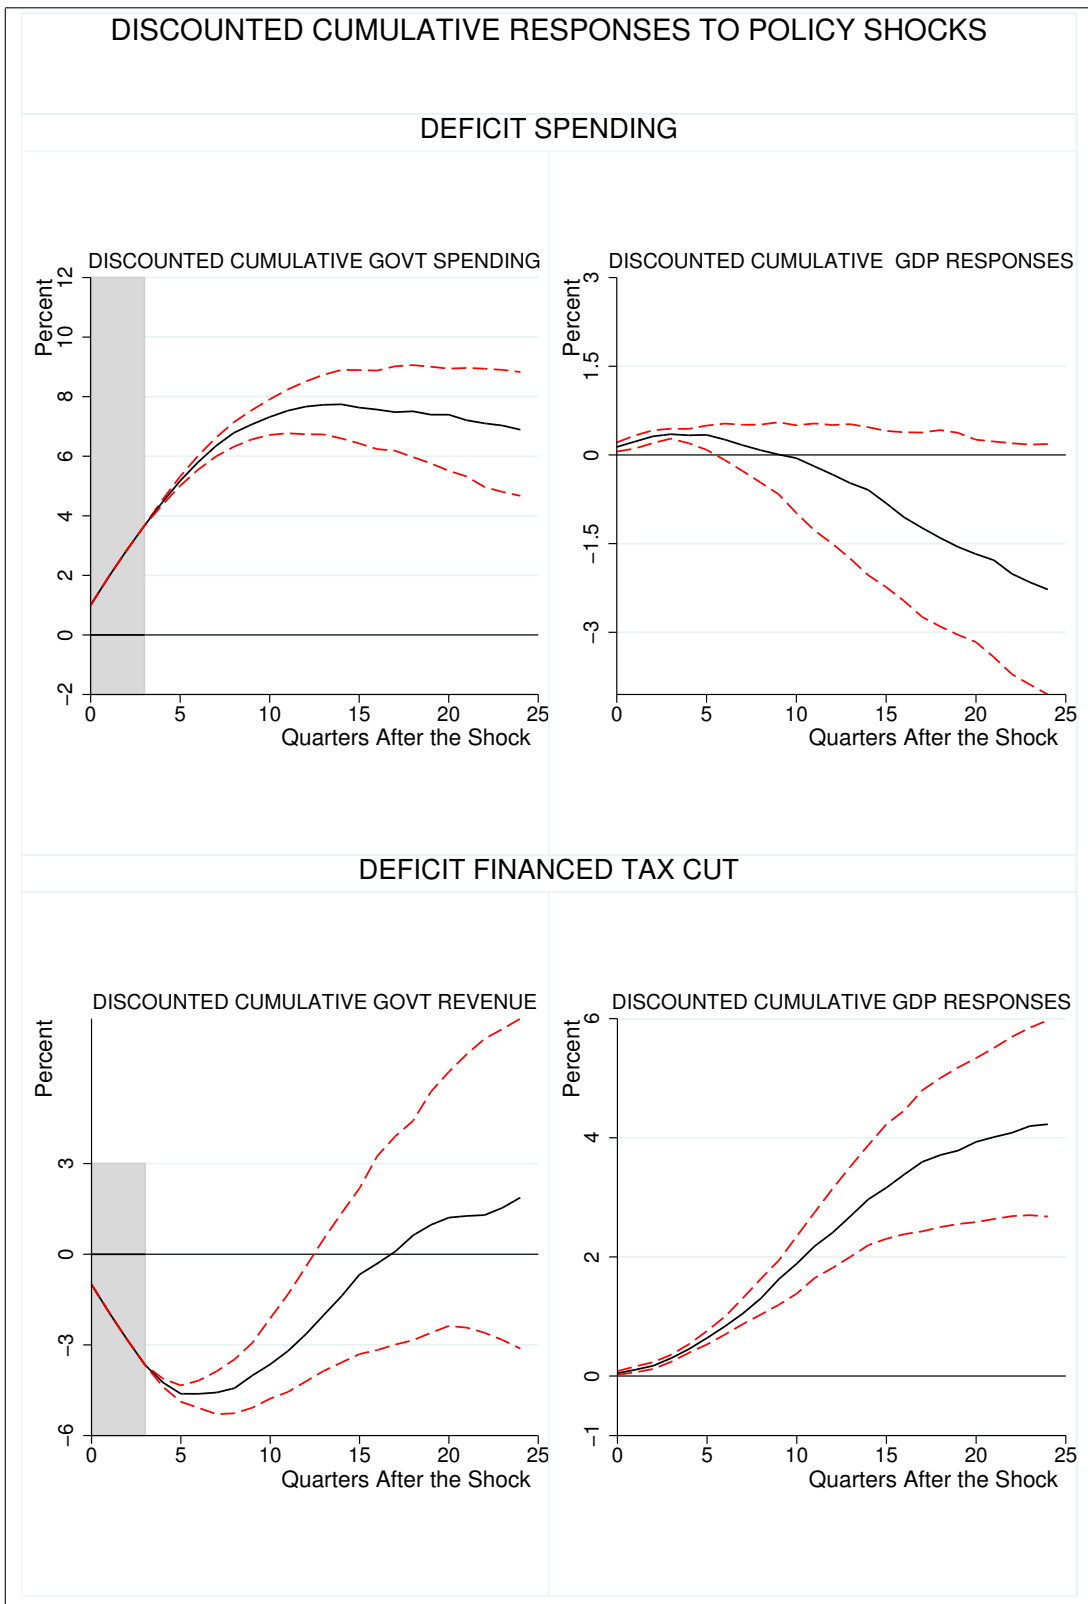 DISCOUNTED CUMULATIVE RESPONSES TO POLICY SHOCKS
DEFICIT SPENDING
DISCOUNTED CUMULATIVE GOVT SPENDING
Percent
12
10
8
6
4
2
0
−2
0 5 10 15 20 25
Quarters After the Shock
DISCOUNTED CUMULATIVE GDP RESPONSES
Percent
3
1.5
0
−1.5
−3
0 5 10 15 20 25
Quarters After the Shock
DEFICIT FINANCED TAX CUT
DISCOUNTED CUMULATIVE GOVT REVENUE
Percent
3
0
−3
−6
0 5 10 15 20 25
Quarters After the Shock
DISCOUNTED CUMULATIVE GDP RESPONSES
Percent
6
4
2
0
−1
0 5 10 15 20 25
Quarters After the Shock